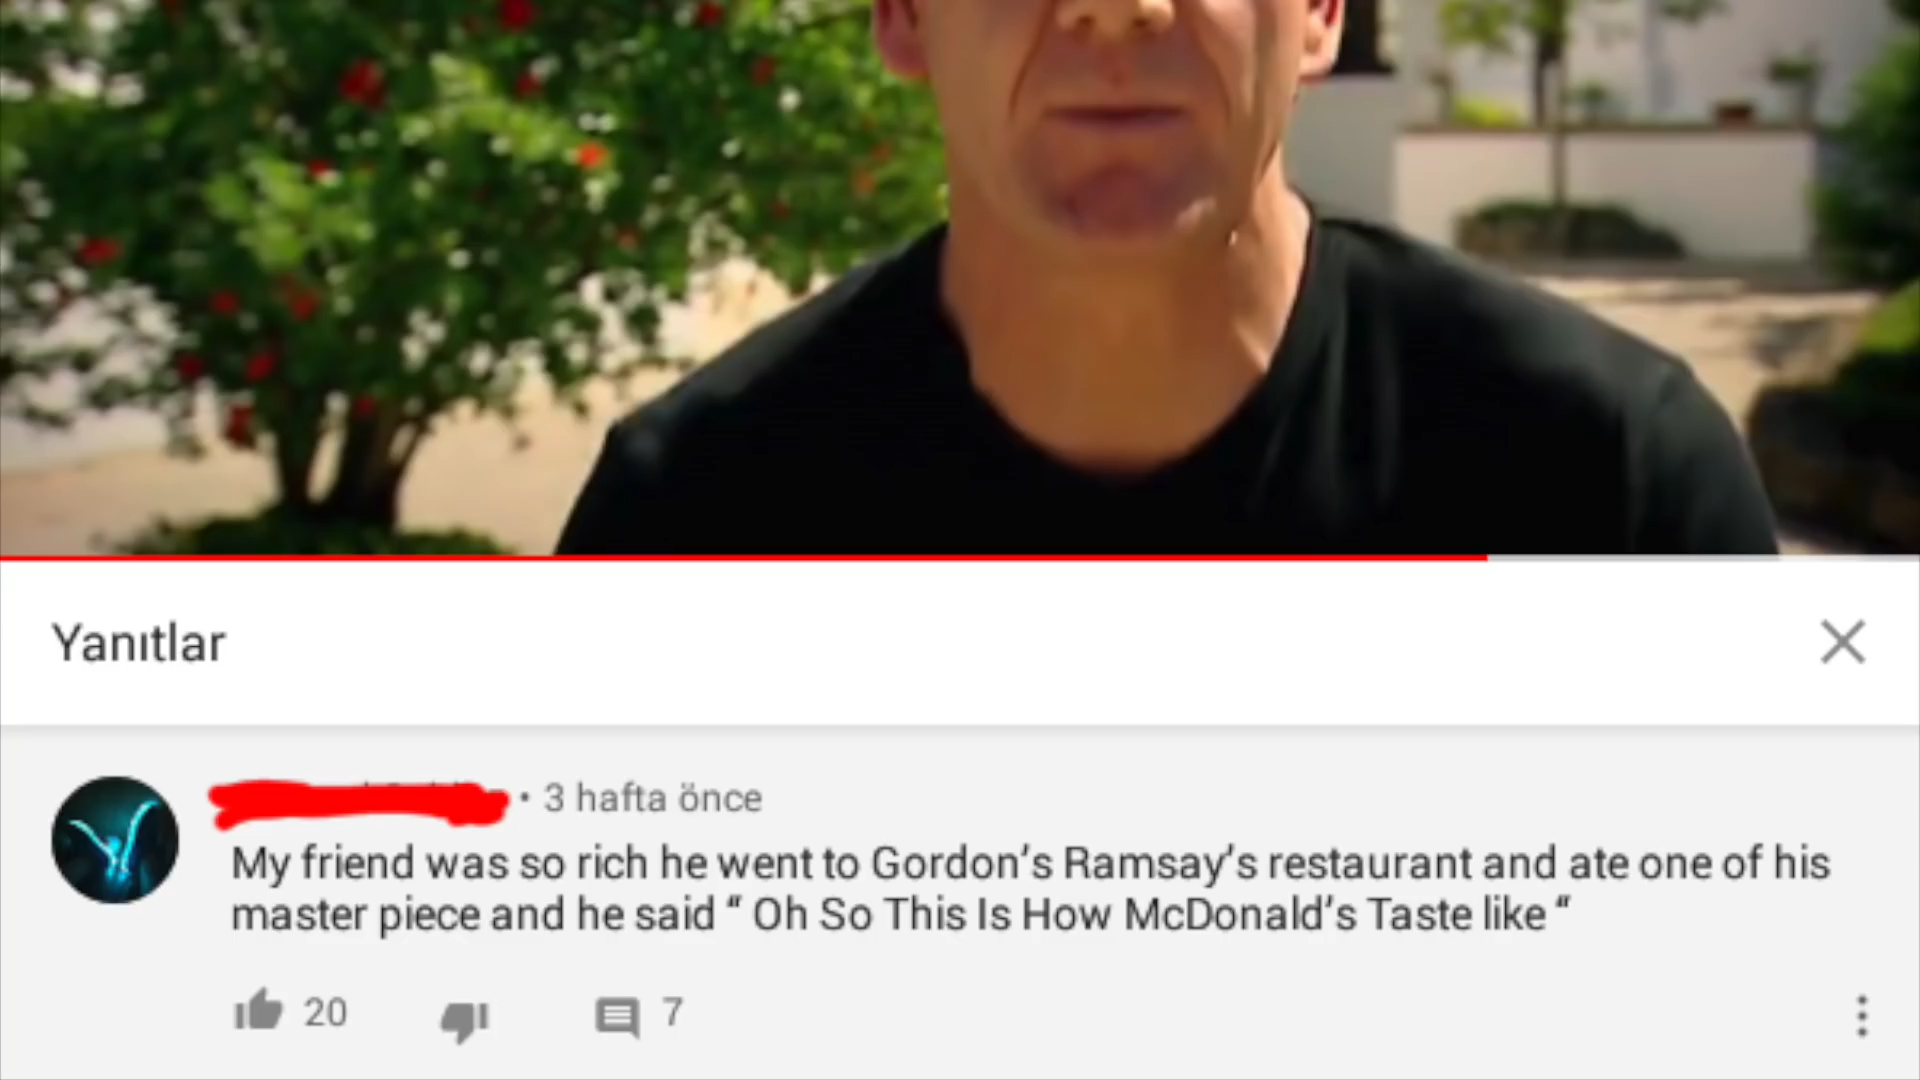 Yanıtlar
• 3 hafta önce
My friend was so rich he went to Gordon's Ramsay's restaurant and ate one of his
master piece and he said “ Oh So This Is How McDonald's Taste like “
20
7